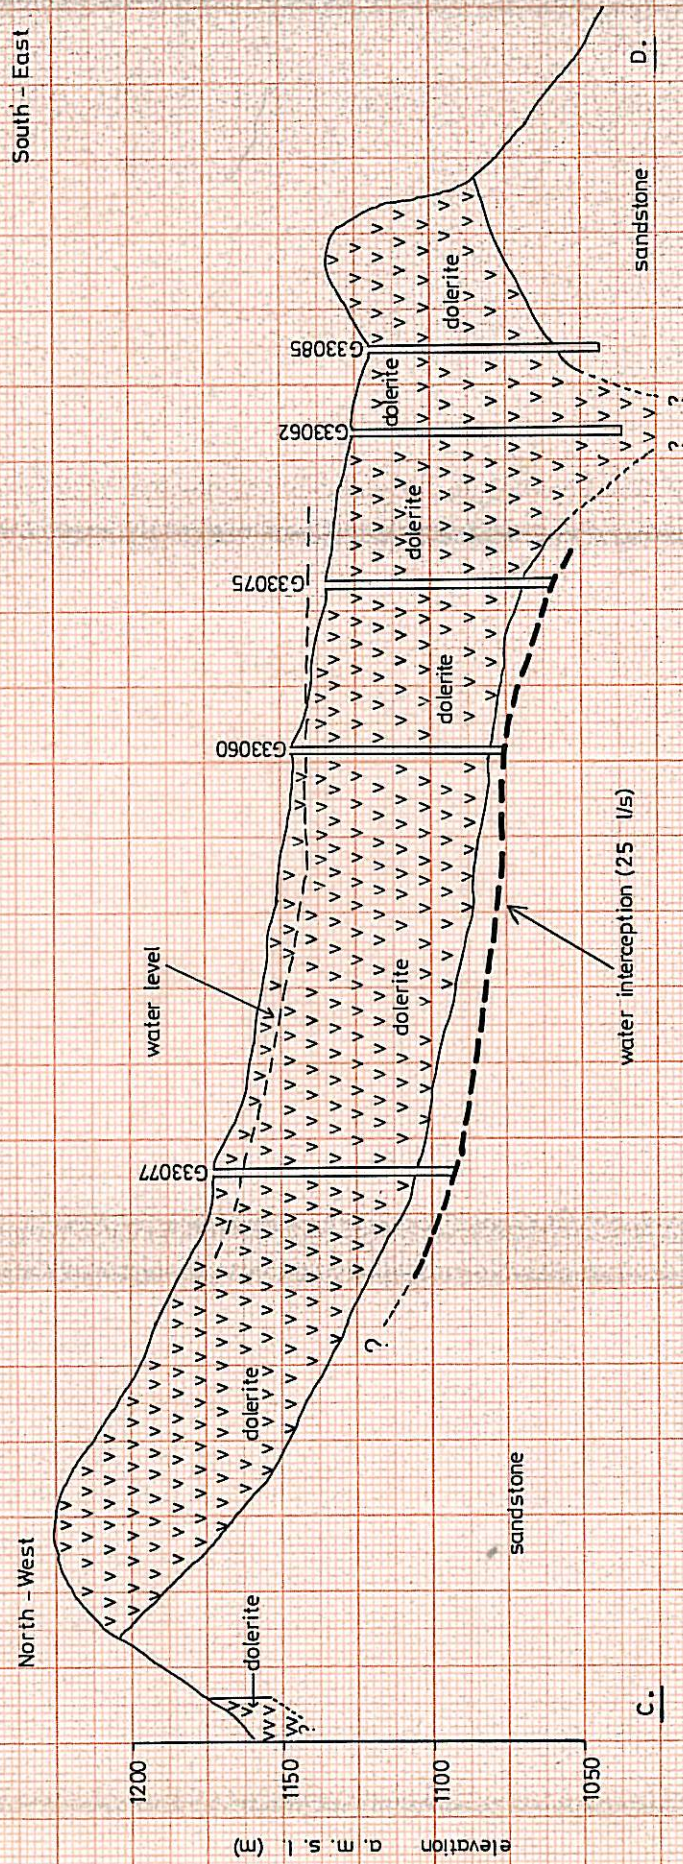 North – West
South – East
elevation a. m. s. l. (m)
1200
1150
1100
1050
G33077
G33060
G33075
G33062
G33085
water level
dolerite
dolerite
dolerite
dolerite
dolerite
dolerite
dolerite
?
?
?
?
water interception (25 l/s)
sandstone
sandstone
C.
D.